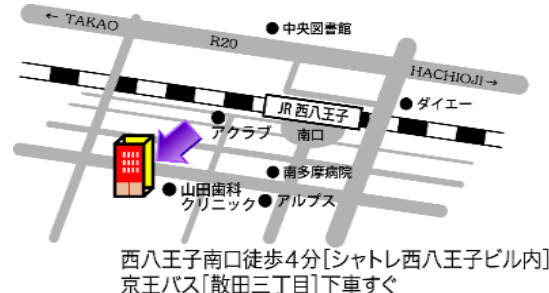 ← TAKAO
R20
中央図書館
HACHIOJI →
JR 西八王子
ダイエー
アクラブ
南口
南多摩病院
山田歯科
クリニック
アルプス
西八王子南口徒歩4分[シャトレ西八王子ビル内]
京王バス[散田三丁目]下車すぐ